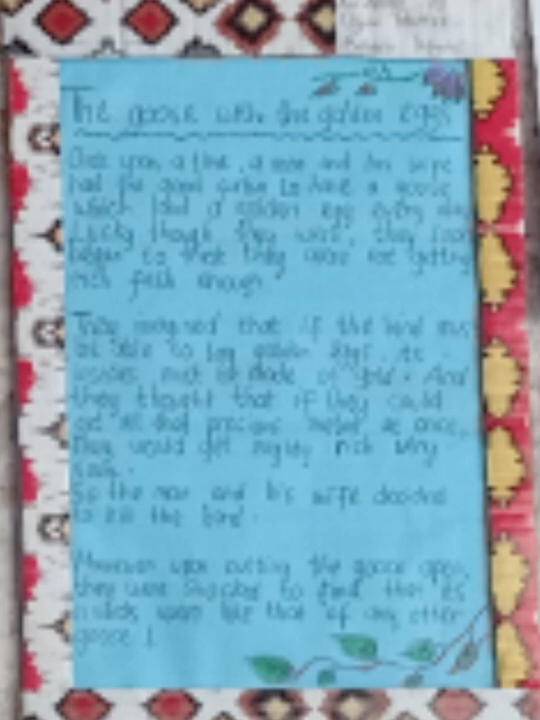 The goose with the golden eggs
Once upon a time, a man and his wife
had the good fortune to have a goose
which laid a golden egg every day.
Lucky though they were, they soon
began to think they were not getting
rich fast enough.
They imagined that if the bird must
be able to lay golden eggs, its
insides must be made of gold. And
they thought that if they could
get all that precious metal at once,
they would get mighty rich very
soon.
So the man and his wife decided
to kill the bird.
However upon cutting the goose open,
they were shocked to find that its
innards were like that of any other
goose!